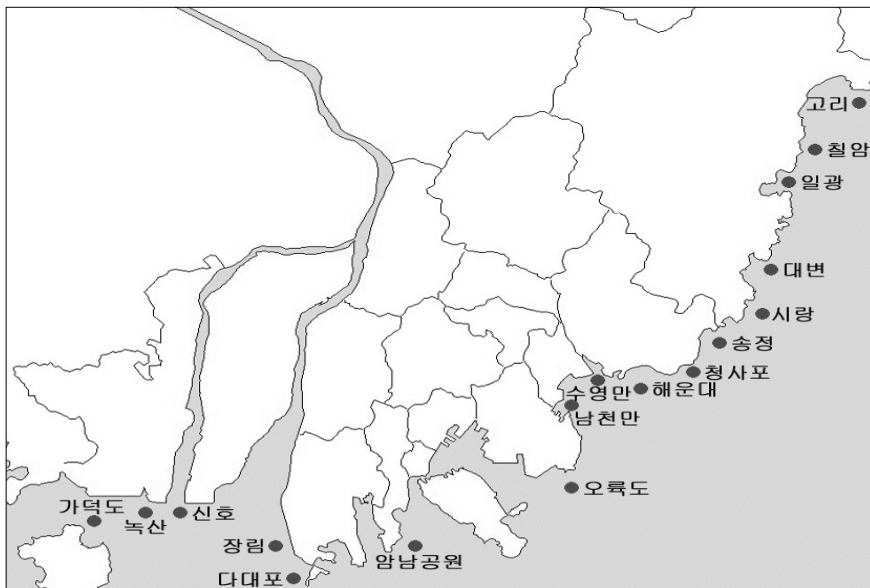 고리
칠암
일광
대변
시랑
송정
청사포
해운대
수영만
남천만
오륙도
가덕도
녹산
신호
장림
암남공원
다대포